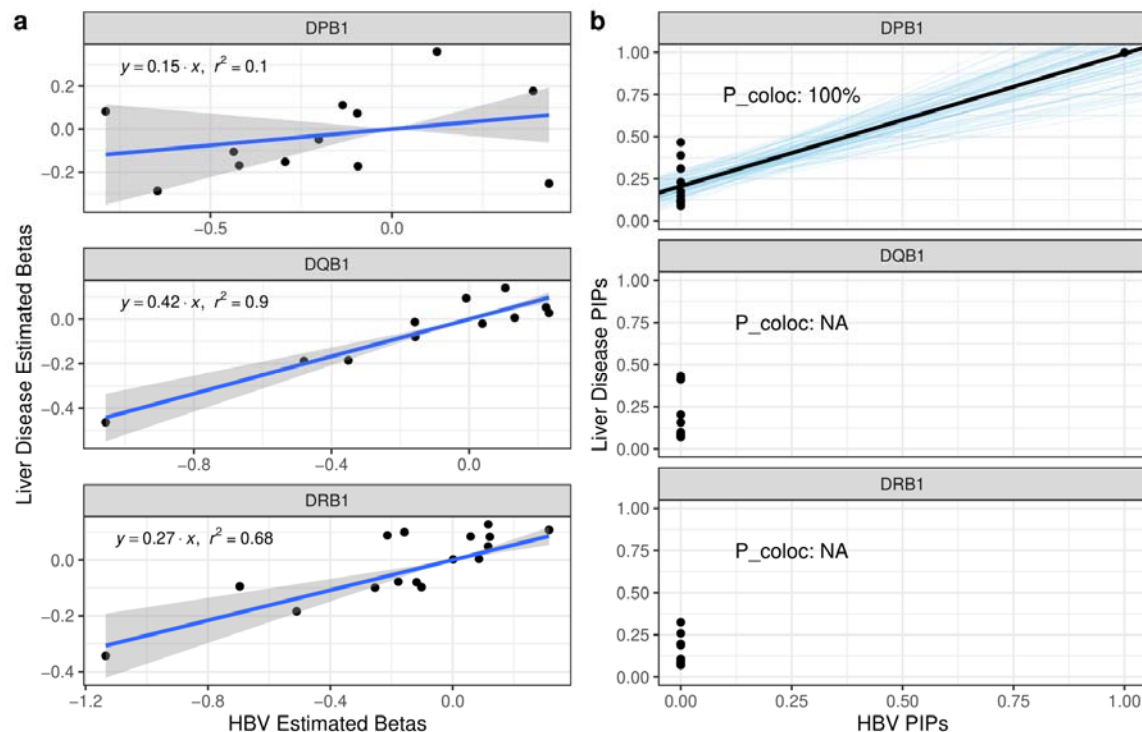 a
DPB1
y = 0.15 · x, r² = 0.1
0.2
0.0
−0.2
−0.5
0.0
DQB1
y = 0.42 · x, r² = 0.9
0.0
−0.2
−0.4
−0.8
−0.4
0.0
DRB1
y = 0.27 · x, r² = 0.68
0.0
−0.2
−0.4
−1.2
−0.8
−0.4
0.0
Liver Disease Estimated Betas
HBV Estimated Betas
b
DPB1
P_coloc: 100%
1.00
0.75
0.50
0.25
0.00
DQB1
P_coloc: NA
1.00
0.75
0.50
0.25
0.00
DRB1
P_coloc: NA
1.00
0.75
0.50
0.25
0.00
0.00
0.25
0.50
0.75
1.00
Liver Disease PIPs
HBV PIPs